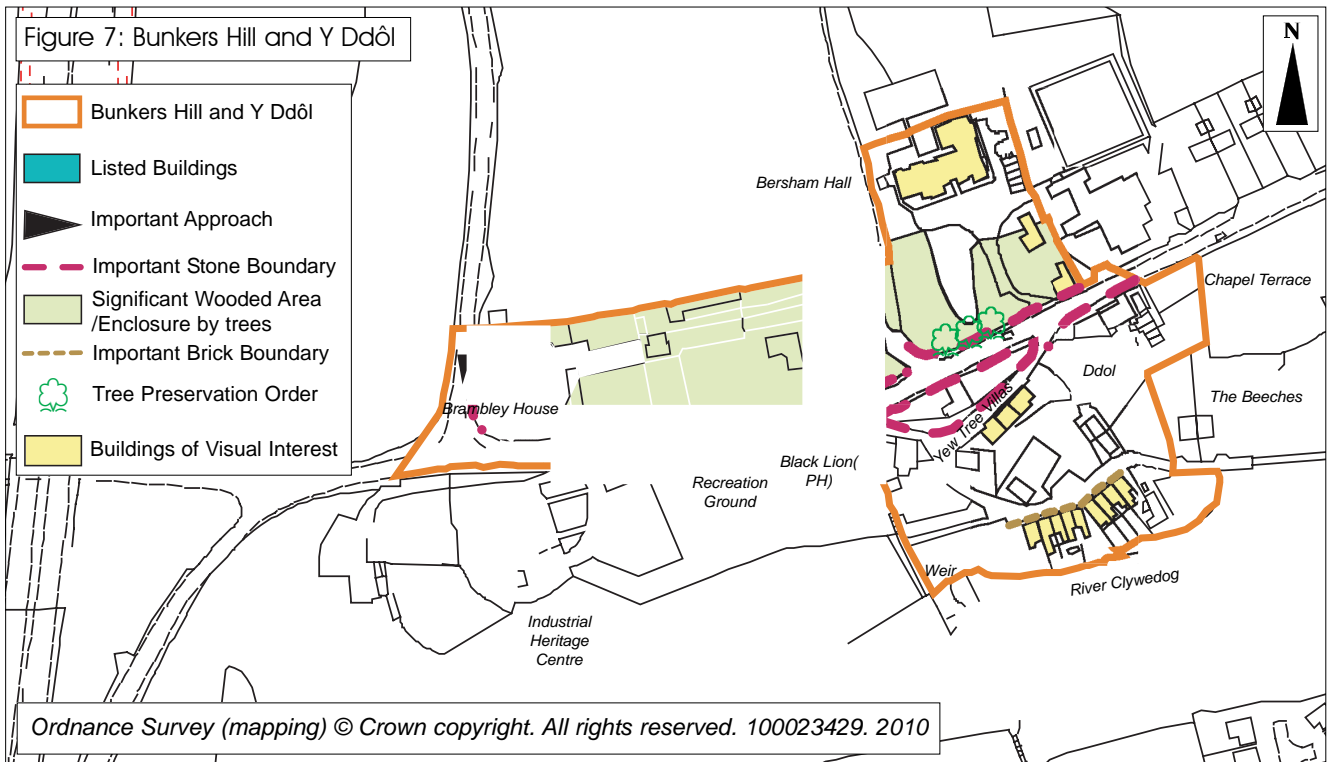 Figure 7: Bunkers Hill and Y Ddôl
N
Bunkers Hill and Y Ddôl
Listed Buildings
Important Approach
Important Stone Boundary
Significant Wooded Area
/Enclosure by trees
Important Brick Boundary
Tree Preservation Order
Buildings of Visual Interest
Bersham Hall
Chapel Terrace
Ddol
The Beeches
Yew Tree Villas
Brambley House
Black Lion(
PH)
Recreation
Ground
Weir
River Clywedog
Industrial
Heritage
Centre
Ordnance Survey (mapping) © Crown copyright. All rights reserved. 100023429. 2010